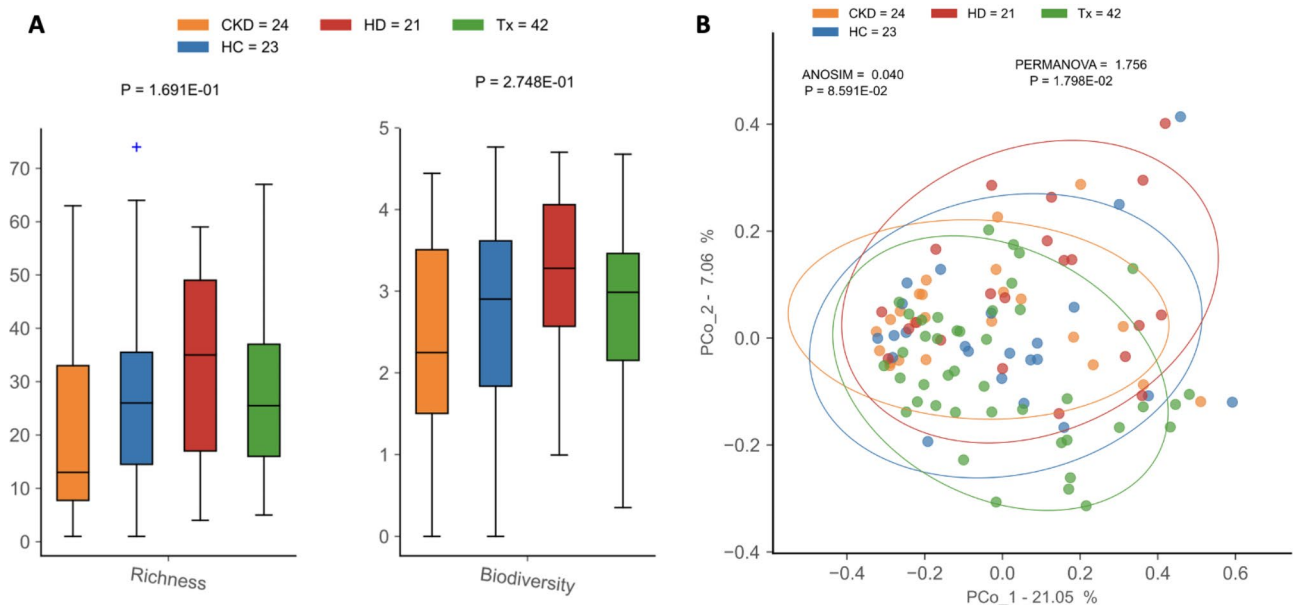 A
CKD = 24
HD = 21
Tx = 42
HC = 23
P = 1.691E-01
P = 2.748E-01
70
60
50
40
30
20
10
0
Richness
5
4
3
2
1
0
Biodiversity
B
CKD = 24
HD = 21
Tx = 42
HC = 23
ANOSIM = 0.040
P = 8.591E-02
PERMANOVA = 1.756
P = 1.798E-02
0.4
0.2
0.0
−0.2
−0.4
PCo_2 - 7.06 %
−0.4
−0.2
0.0
0.2
0.4
0.6
PCo_1 - 21.05 %